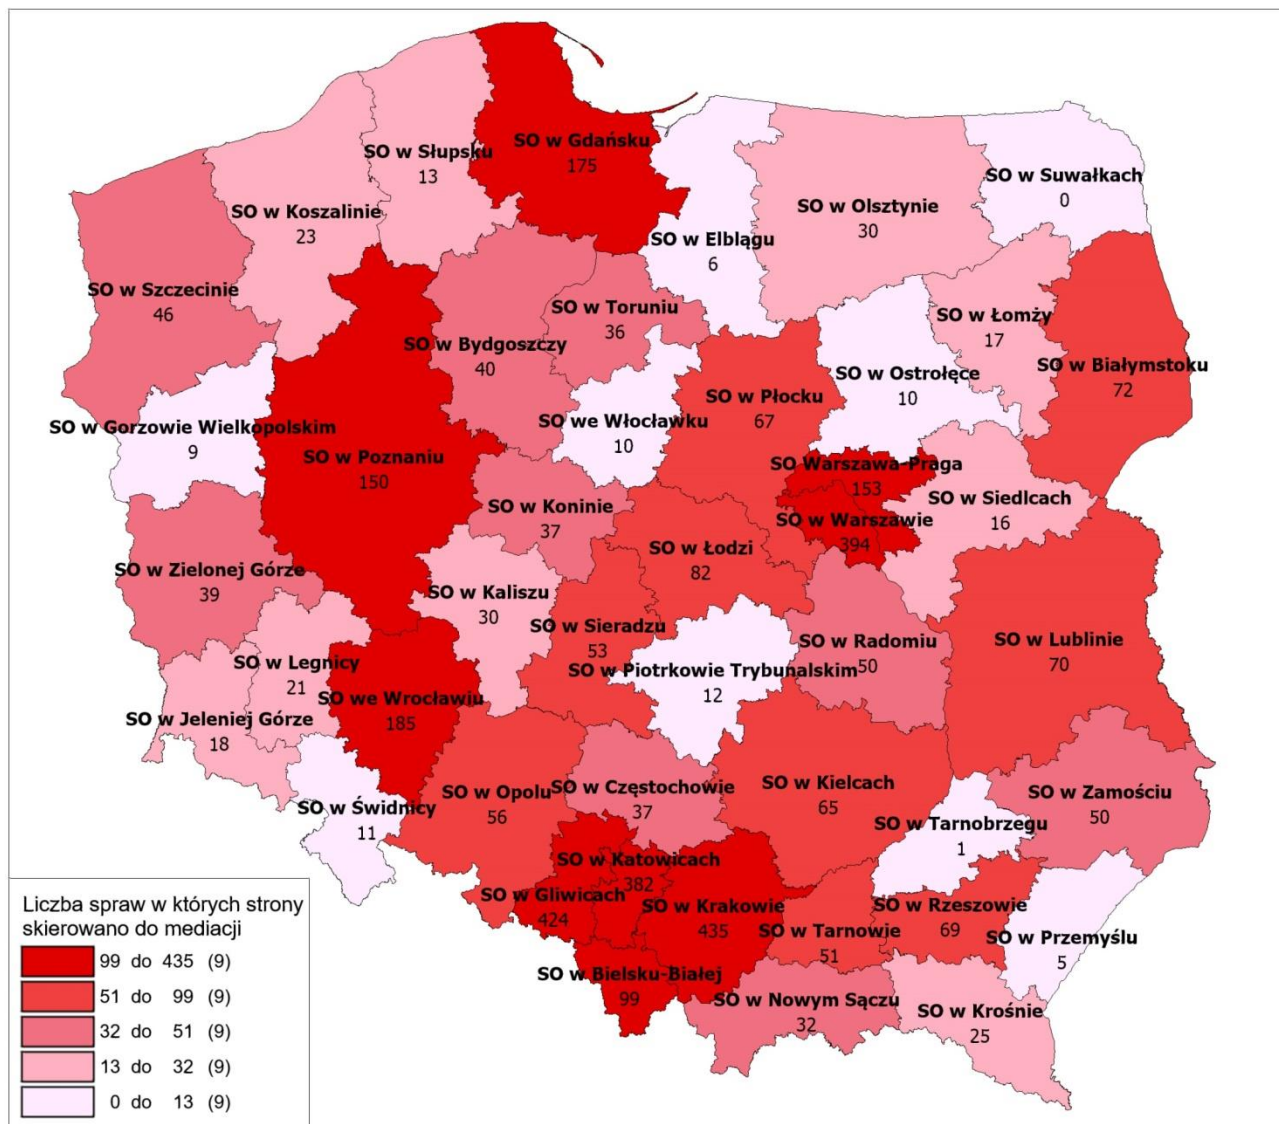 SO w Gdańsku
175
SO w Słupsku
13
SO w Suwałkach
0
SO w Koszalinie
23
SO w Olsztynie
30
SO w Elblągu
6
SO w Szczecinie
46
SO w Toruniu
36
SO w Łomży
17
SO w Bydgoszczy
40
SO w Białymstoku
72
SO w Ostrołęce
10
SO w Płocku
67
SO w Gorzowie Wielkopolskim
9
SO we Włocławku
10
SO w Poznaniu
150
SO Warszawa-Praga
153
SO w Siedlcach
16
SO w Koninie
37
SO w Warszawie
394
SO w Łodzi
82
SO w Zielonej Górze
39
SO w Kaliszu
30
SO w Sieradzu
53
SO w Radomiu
50
SO w Lublinie
70
SO w Legnicy
21
SO w Piotrkowie Trybunalskim
12
SO we Wrocławiu
185
SO w Jeleniej Górze
18
SO w Częstochowie
37
SO w Kielcach
65
SO w Opolu
56
SO w Zamościu
50
SO w Świdnicy
11
SO w Tarnobrzegu
1
SO w Katowicach
382
SO w Gliwicach
424
SO w Krakowie
435
SO w Rzeszowie
69
SO w Tarnowie
51
SO w Przemyślu
5
SO w Bielsku-Białej
99
SO w Nowym Sączu
32
SO w Krośnie
25
Liczba spraw w których strony
skierowano do mediacji
99 do 435 (9)
51 do 99 (9)
32 do 51 (9)
13 do 32 (9)
0 do 13 (9)